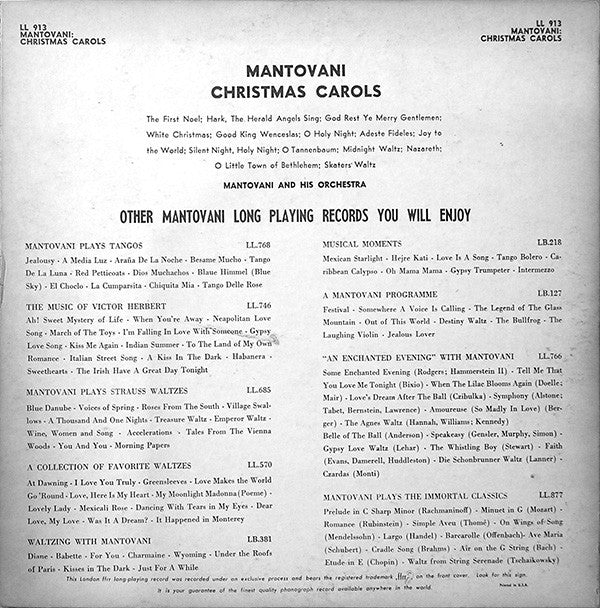 LL 913
MANTOVANI:
CHRISTMAS CAROLS
LL 913
MANTOVANI:
CHRISTMAS CAROLS
MANTOVANI
CHRISTMAS CAROLS
The First Noel; Hark, The Herald Angels Sing; God Rest Ye Merry Gentlemen;
White Christmas; Good King Wenceslas; O Holy Night; Adeste Fideles; Joy to
the World; Silent Night, Holy Night; O Tannenbaum; Midnight Waltz; Nazareth;
O Little Town of Bethlehem; Skaters Waltz
MANTOVANI AND HIS ORCHESTRA
OTHER MANTOVANI LONG PLAYING RECORDS YOU WILL ENJOY
MANTOVANI PLAYS TANGOS LL.768
Jealousy - A Media Luz - Araña De La Noche - Besame Mucho - Tango
De La Luna - Red Petticoats - Dios Muchachos - Blaue Himmel (Blue
Sky) - El Choclo - La Cumparsita - Chiquita Mia - Tango Delle Rose
THE MUSIC OF VICTOR HERBERT LL.746
Ah! Sweet Mystery of Life - When You're Away - Neapolitan Love
Song - March of the Toys - I'm Falling In Love With Someone - Gypsy
Love Song - Kiss Me Again - Indian Summer - To The Land of My Own
Romance - Italian Street Song - A Kiss In The Dark - Habanera -
Sweethearts - The Irish Have A Great Day Tonight
MANTOVANI PLAYS STRAUSS WALTZES LL.685
Blue Danube - Voices of Spring - Roses From The South - Village Swal-
lows - A Thousand And One Nights - Treasure Waltz - Emperor Waltz -
Wine, Women and Song - Accelerations - Tales From The Vienna
Woods - You And You - Morning Papers
A COLLECTION OF FAVORITE WALTZES LL.570
At Dawning - I Love You Truly - Greensleeves - Love Makes the World
Go 'Round - Love, Here Is My Heart - My Moonlight Madonna (Poeme) -
Lovely Lady - Mexicali Rose - Dancing With Tears in My Eyes - Dear
Love, My Love - Was It A Dream? - It Happened in Monterey
WALTZING WITH MANTOVANI LB.381
Diane - Babette - For You - Charmaine - Wyoming - Under the Roofs
of Paris - Kisses in The Dark - Just For A While
MUSICAL MOMENTS LB.218
Mexican Starlight - Hejre Kati - Love Is A Song - Tango Bolero - Ca-
ribbean Calypso - Oh Mama Mama - Gypsy Trumpeter - Intermezzo
A MANTOVANI PROGRAMME LB.127
Festival - Somewhere A Voice Is Calling - The Legend of The Glass
Mountain - Out of This World - Destiny Waltz - The Bullfrog - The
Laughing Violin - Jealous Lover
"AN ENCHANTED EVENING" WITH MANTOVANI LL.766
Some Enchanted Evening (Rodgers; Hammerstein II) - Tell Me That
You Love Me Tonight (Bixio) - When The Lilac Blooms Again (Doelle;
Mair) - Love's Dream After The Ball (Czibulka) - Symphony (Alstone;
Tabet, Bernstein, Lawrence) - Amoureuse (So Madly In Love) (Ber-
ger) - The Agnes Waltz (Hannah, Williams; Kennedy)
Belle of The Ball (Anderson) - Speakeasy (Gensler, Murphy, Simon) -
Gypsy Love Waltz (Lehar) - The Whistling Boy (Stewart) - Faith
(Evans, Damerell, Huddleston) - Die Schonbrunner Waltz (Lanner) -
Czardas (Monti)
MANTOVANI PLAYS THE IMMORTAL CLASSICS LL.877
Prelude in C Sharp Minor (Rachmaninoff) - Minuet in G (Mozart) -
Romance (Rubinstein) - Simple Aveu (Thomé) - On Wings of Song
(Mendelssohn) - Largo (Handel) - Barcarolle (Offenbach)- Ave Maria
(Schubert) - Cradle Song (Brahms) - Air on the G String (Bach) -
Etude in E (Chopin) - Waltz from String Serenade (Tschaikowsky)
This London ffrr long-playing record was recorded under an exclusive process and bears the registered trademark, ffrr on the front cover. Look for this sign.
It is your guarantee of the finest quality phonograph record available anywhere in the world.
Printed in U.S.A.